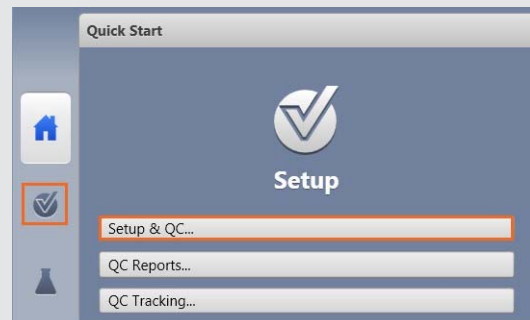 Quick Start
Setup
Setup & QC...
QC Reports...
QC Tracking...